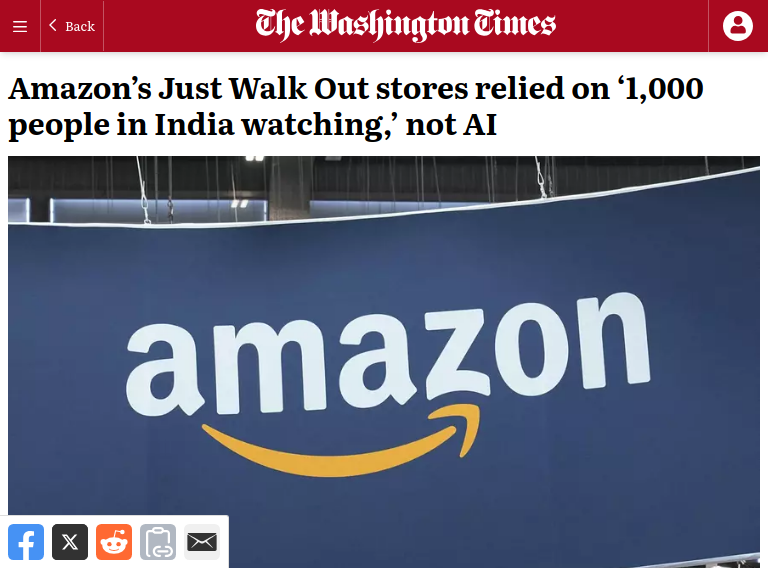 Back
The Washington Times
Amazon’s Just Walk Out stores relied on ‘1,000
people in India watching,’ not AI
amazon